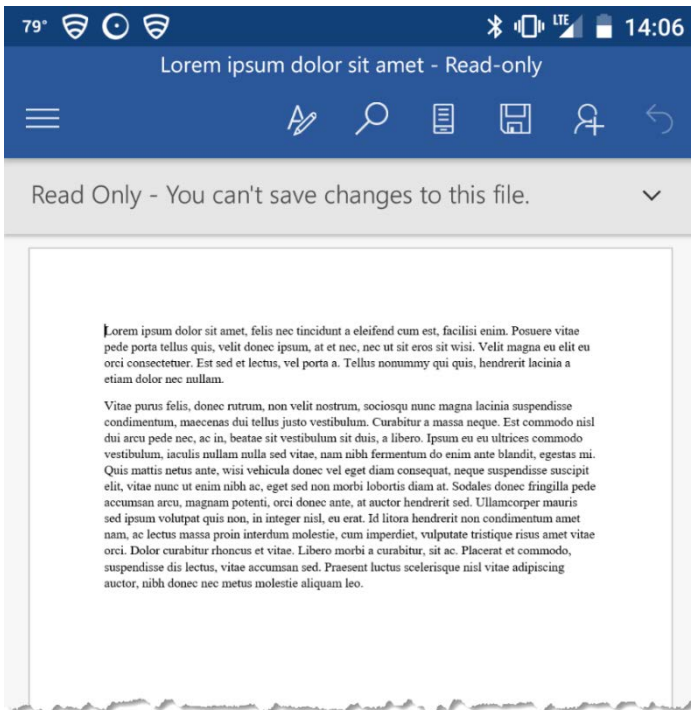 79° LTE 14:06
Lorem ipsum dolor sit amet - Read-only
Read Only - You can't save changes to this file.
Lorem ipsum dolor sit amet, felis nec tincidunt a eleifend cum est, facilisi enim. Posuere vitae
pede porta tellus quis, velit donec ipsum, at et nec, nec ut sit eros sit wisi. Velit magna eu elit eu
orci consectetuer. Est sed et lectus, vel porta a. Tellus nonummy qui quis, hendrerit lacinia a
etiam dolor nec nullam.
Vitae purus felis, donec rutrum, non velit nostrum, sociosqu nunc magna lacinia suspendisse
condimentum, maecenas dui tellus justo vestibulum. Curabitur a massa neque. Est commodo nisl
dui arcu pede nec, ac in, beatae sit vestibulum sit duis, a libero. Ipsum eu eu ultrices commodo
vestibulum, iaculis nullam nulla sed vitae, nam nibh fermentum do enim ante blandit, egestas mi.
Quis mattis netus ante, wisi vehicula donec vel eget diam consequat, neque suspendisse suscipit
elit, vitae nunc ut enim nibh ac, eget sed non morbi lobortis diam at. Sodales donec fringilla pede
accumsan arcu, magnam potenti, orci donec ante, at auctor hendrerit sed. Ullamcorper mauris
sed ipsum volutpat quis non, in integer nisl, eu erat. Id litora hendrerit non condimentum amet
nam, ac lectus massa proin interdum molestie, cum imperdiet, vulputate tristique risus amet vitae
orci. Dolor curabitur rhoncus et vitae. Libero morbi a curabitur, sit ac. Placerat et commodo,
suspendisse dis lectus, vitae accumsan sed. Praesent luctus scelerisque nisl vitae adipiscing
auctor, nibh donec nec metus molestie aliquam leo.